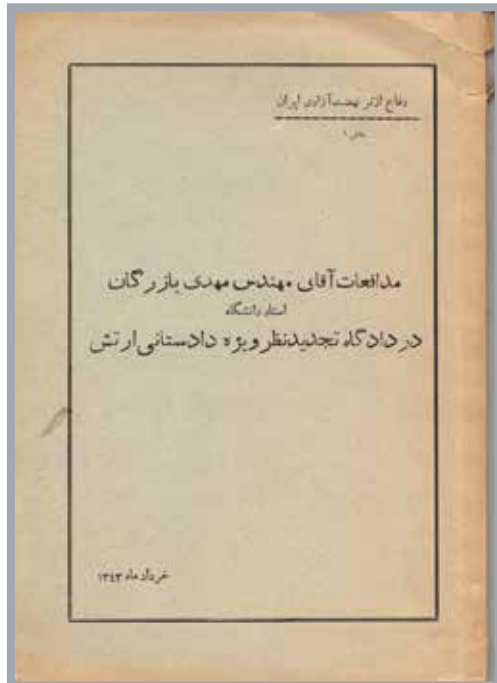 دفاع از نهضت آزادی ایران
مدافعات آقای مهندس مهدی بازرگان
استاد دانشگاه
در دادگاه تجدیدنظر ویژه دادستانی ارتش
خرداد ماه ۱۳۴۳